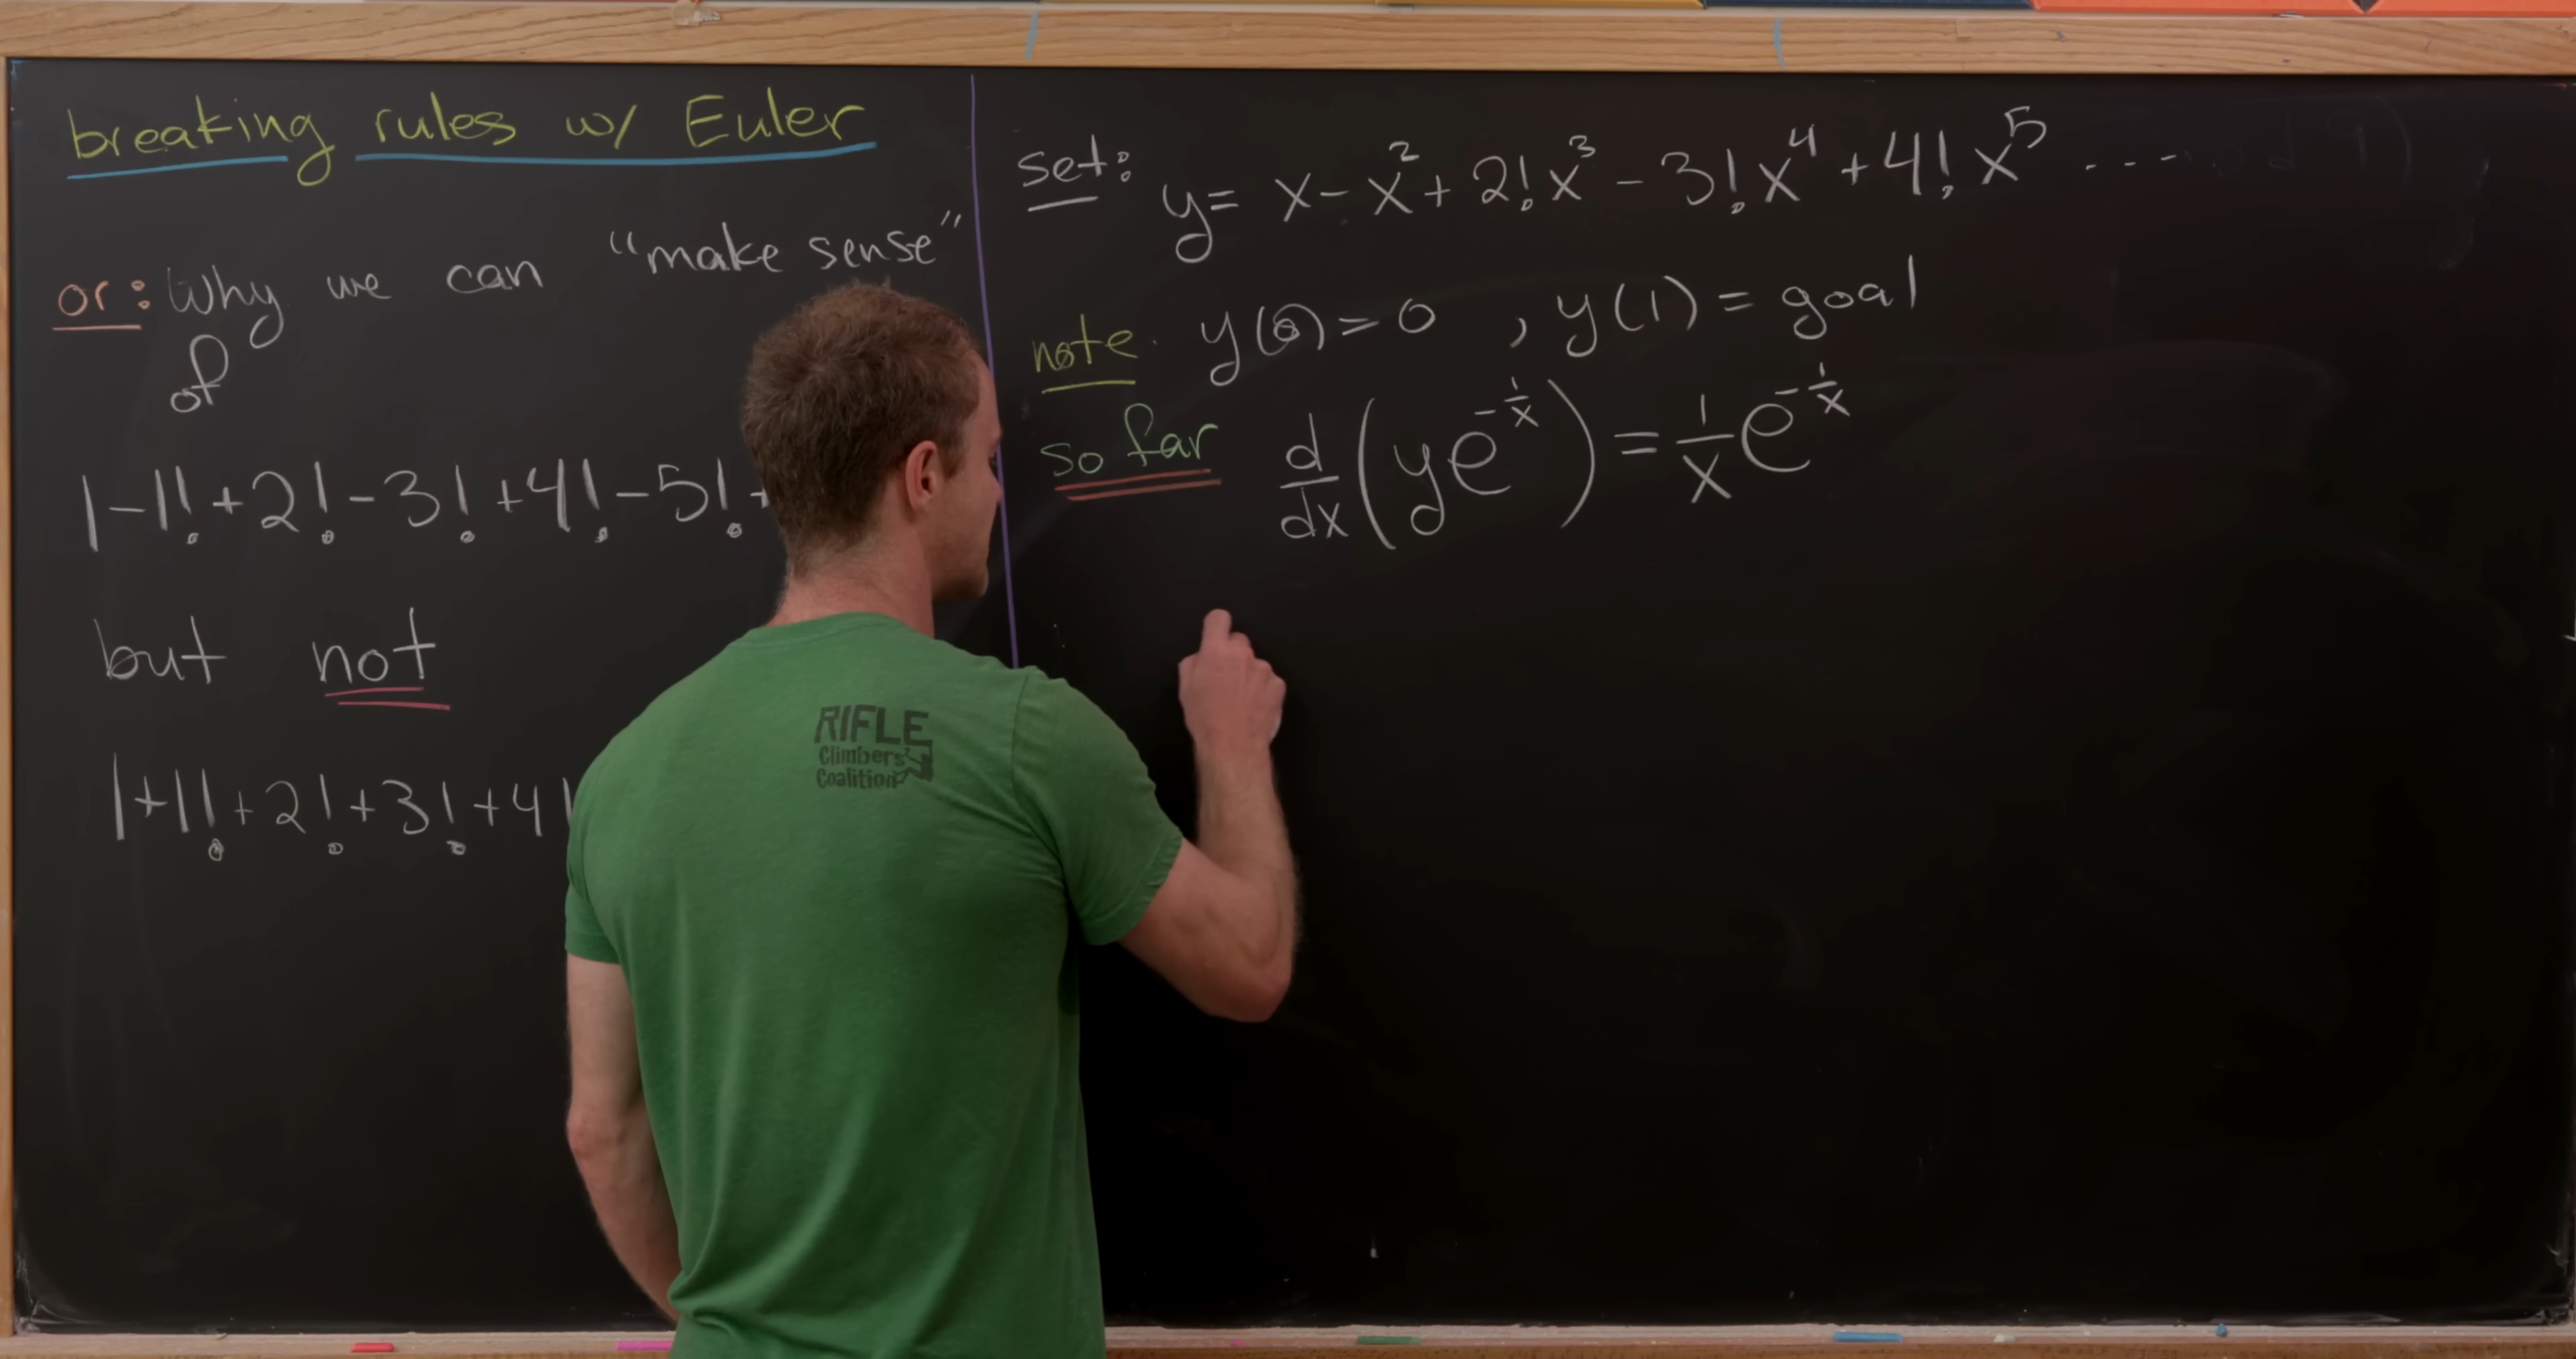 breaking rules w/ Euler
or: Why we can "make sense"
of
1-1!+2!-3!+4!-5!+
but not
1+1!+2!+3!+4!
set: y= x-x²+2!x³-3!x⁴+4!x⁵ ...
note. y(0)=0 , y(1)=goal
so far d/dx(ye^(-1/x))=1/x e^(-1/x)
RIFLE
Climbers
Coalition